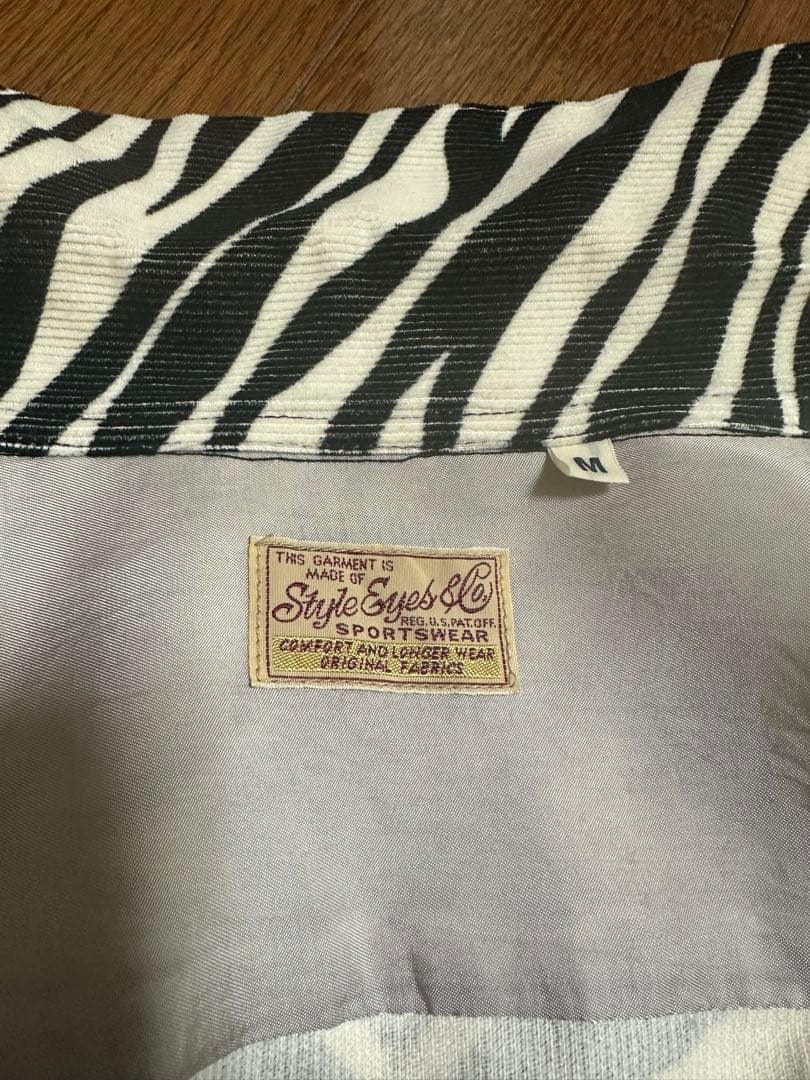 M
THIS GARMENT IS
MADE OF
Style Eyes & Co.
REG. U.S. PAT. OFF.
SPORTSWEAR
COMFORT AND LONGER WEAR
ORIGINAL FABRICS